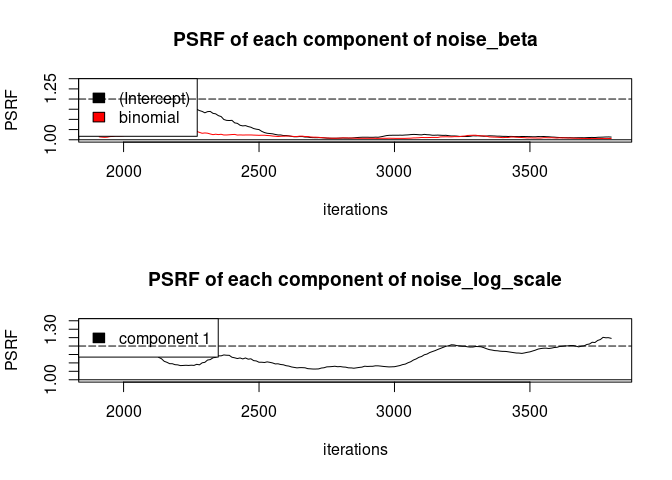 PSRF of each component of noise_beta
PSRF
1.00
1.25
(Intercept)
binomial
2000
2500
3000
3500
iterations
PSRF of each component of noise_log_scale
PSRF
1.00
1.30
component 1
2000
2500
3000
3500
iterations